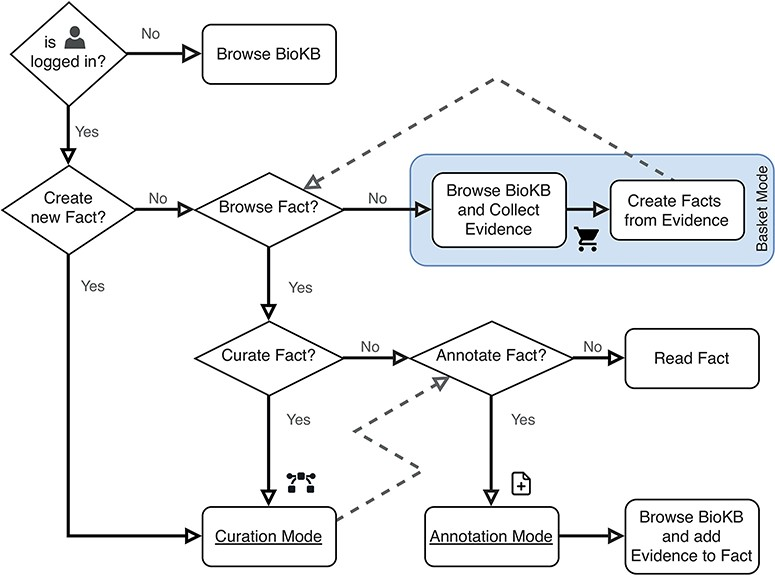 is
logged in?
No
Browse BioKB
Yes
Create
new Fact?
No
Browse Fact?
No
Browse BioKB
and Collect
Evidence
Create Facts
from Evidence
Basket Mode
Yes
Yes
Curate Fact?
No
Annotate Fact?
No
Read Fact
Yes
Yes
Curation Mode
Annotation Mode
Browse BioKB
and add
Evidence to Fact